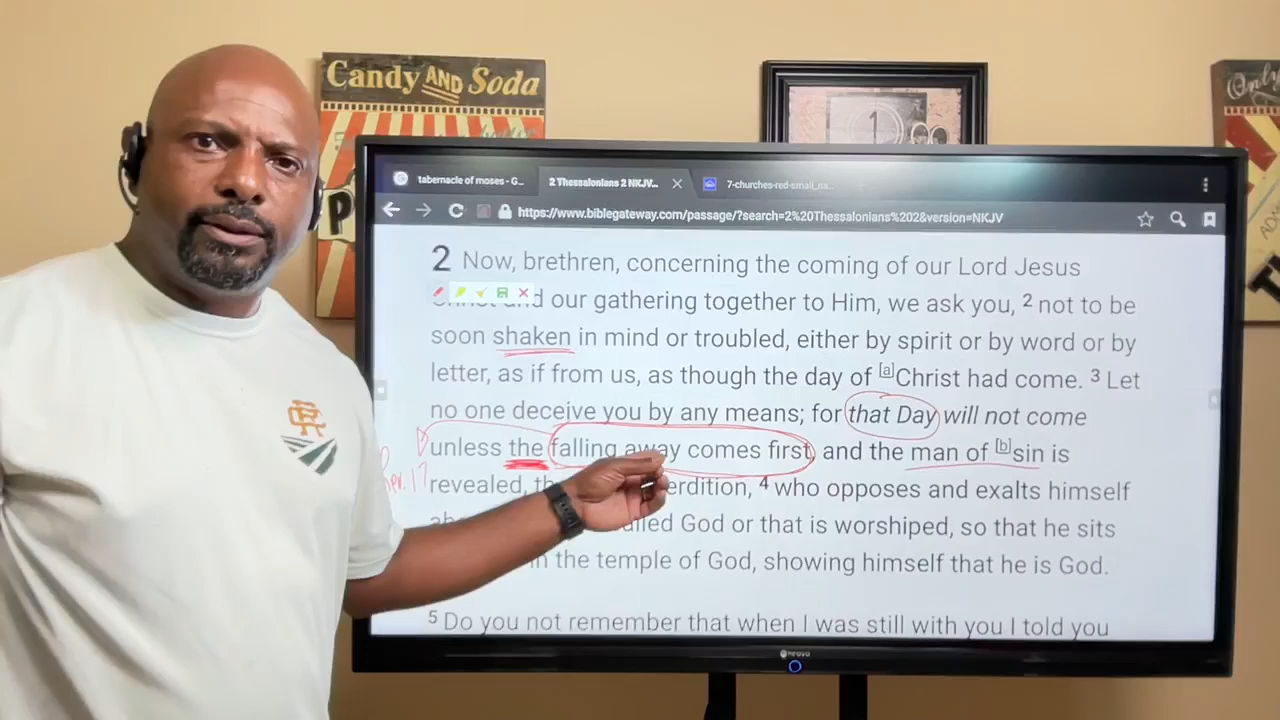 Candy AND Soda
Only
1
tabernacle of moses - G...
2 Thessalonians 2 NKJV...
7-churches-red-small_na...
https://www.biblegateway.com/passage/?search=2%20Thessalonians%202&version=NKJV
2 Now, brethren, concerning the coming of our Lord Jesus
Christ and our gathering together to Him, we ask you, 2 not to be
soon shaken in mind or troubled, either by spirit or by word or by
letter, as if from us, as though the day of [a]Christ had come. 3 Let
no one deceive you by any means; for that Day will not come
unless the falling away comes first, and the man of [b]sin is
Rev. 17
revealed, erdition, 4 who opposes and exalts himself
God or that is worshiped, so that he sits
the temple of God, showing himself that he is God.
5 Do you not remember that when I was still with you I told you